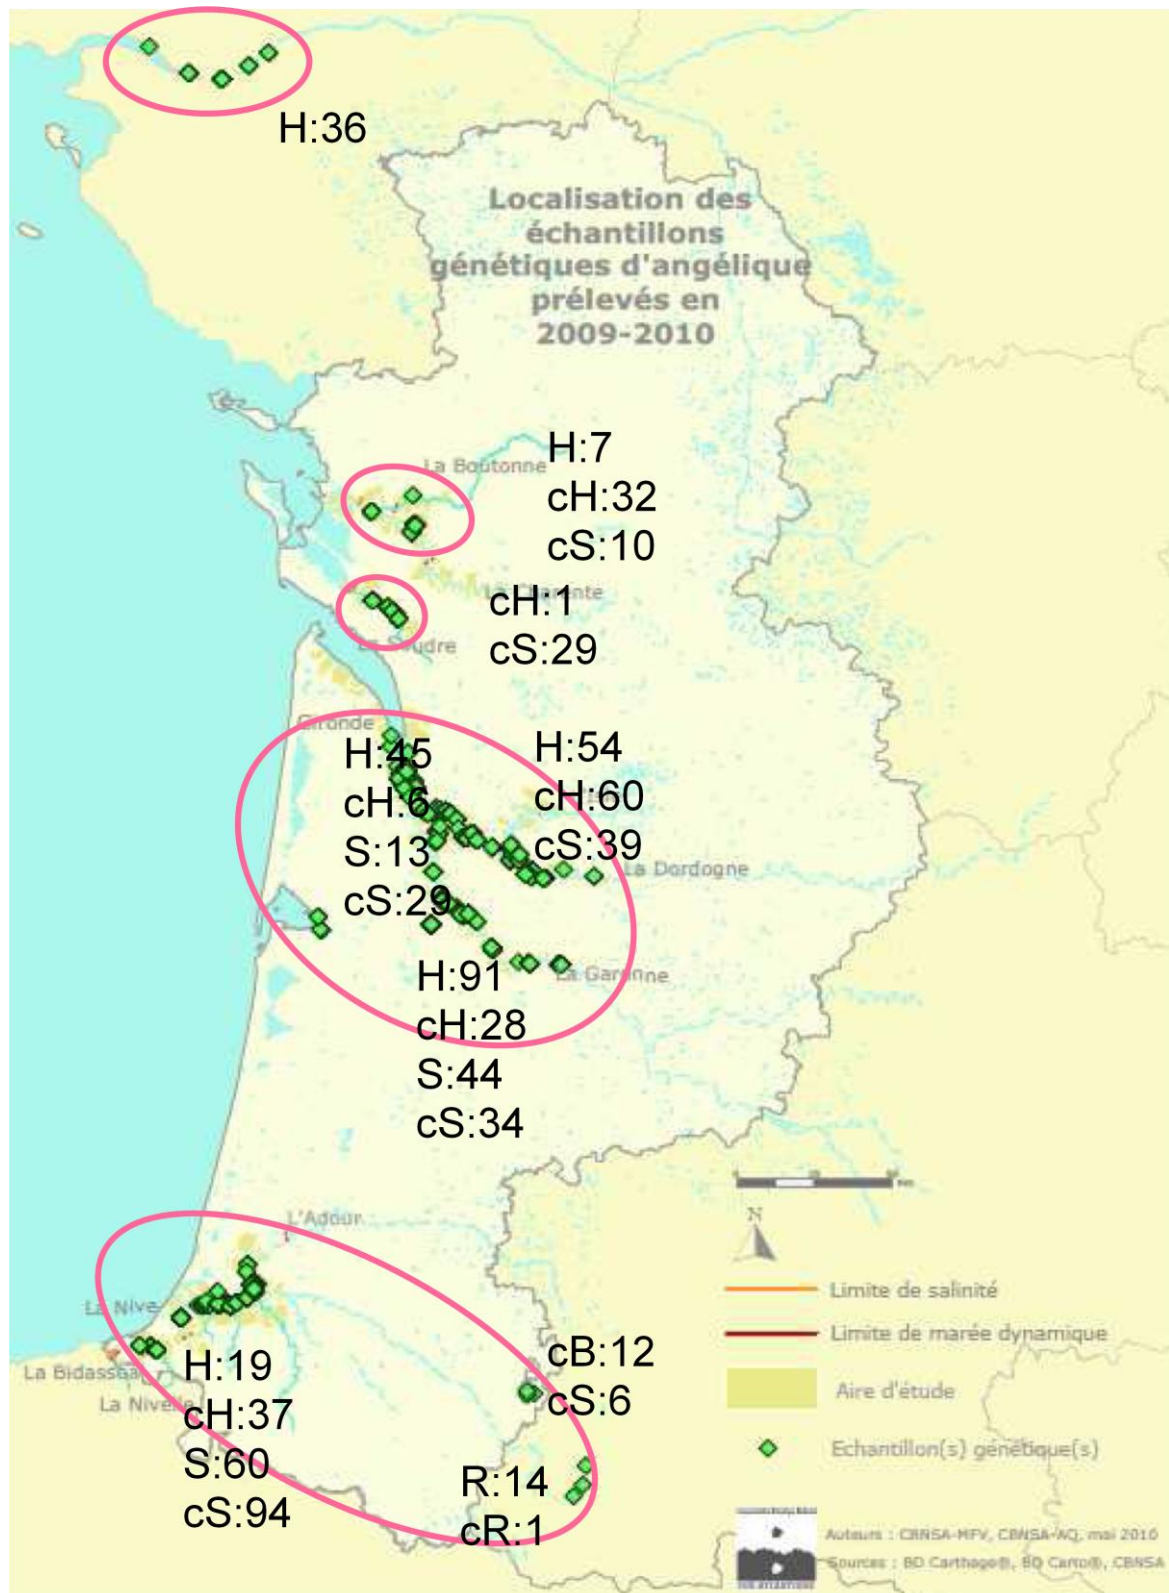 H:36
Localisation des
échantillons
génétiques d'angélique
prélevés en
2009-2010
La Boutonne
H:7
cH:32
cS:10
La Charente
cH:1
cS:29
La Seudre
Gironde
H:45
cH:6
S:13
cS:29
H:54
cH:60
cS:39
La Dordogne
La Garonne
H:91
cH:28
S:44
cS:34
L'Adour
N
La Nive
La Bidassoa
La Nivelle
H:19
cH:37
S:60
cS:94
cB:12
cS:6
R:14
cR:1
Limite de salinité
Limite de marée dynamique
Aire d'étude
Echantillon(s) génétique(s)
Auteurs : CBNSA-MFV, CBNSA-AQ, mai 2010
Sources : BD Carthage®, BD Carto®, CBNSA